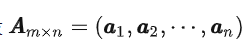 A_{m×n} = (a_1, a_2, ⋯, a_n)